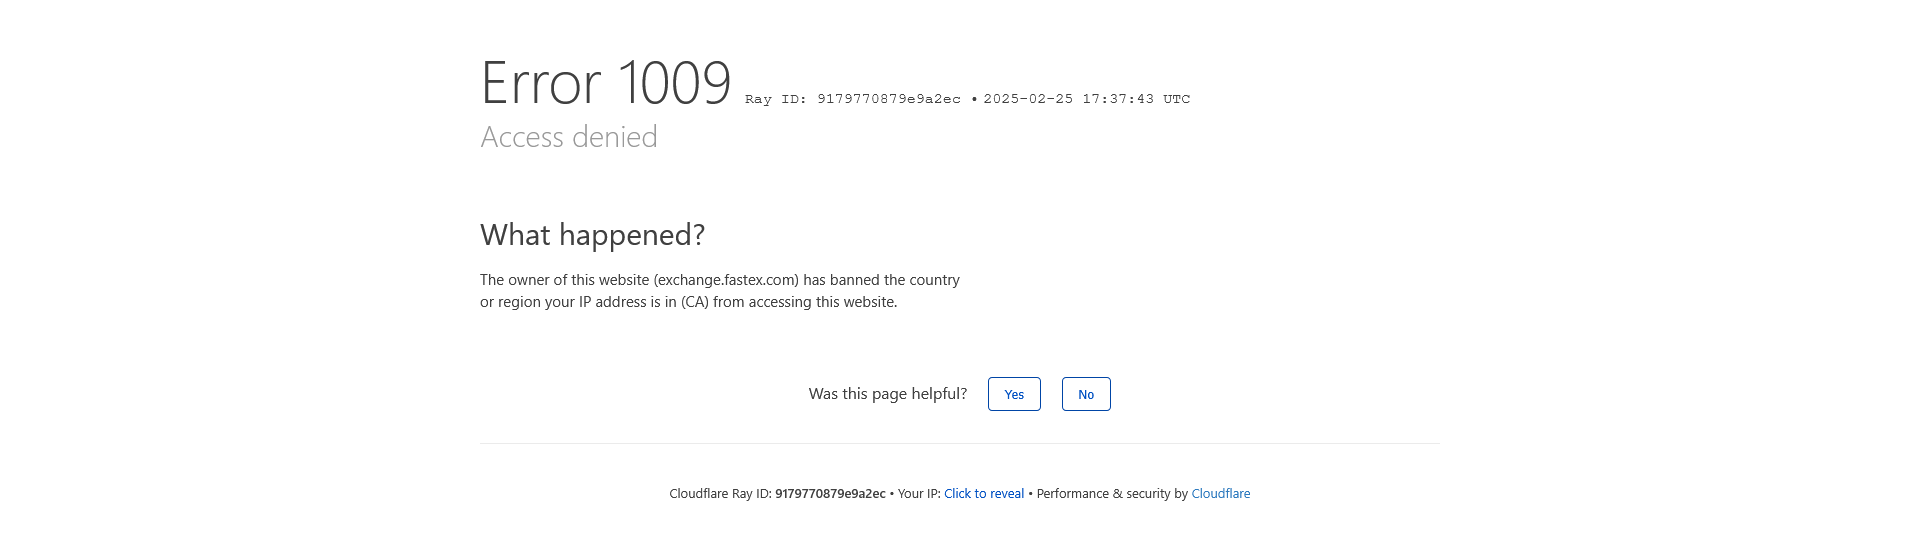 Error 1009 Ray ID: 9179770879e9a2ec • 2025-02-25 17:37:43 UTC
Access denied
What happened?
The owner of this website (exchange.fastex.com) has banned the country
or region your IP address is in (CA) from accessing this website.
Was this page helpful? Yes No
Cloudflare Ray ID: 9179770879e9a2ec • Your IP: Click to reveal • Performance & security by Cloudflare